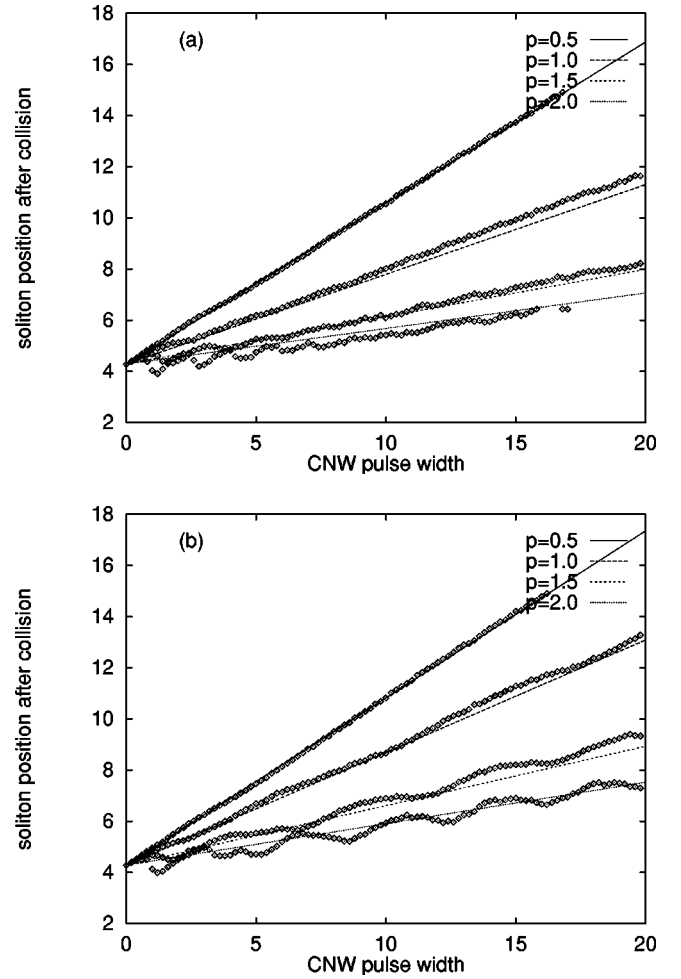 18
(a)
p=0.5
16
p=1.0
p=1.5
14
p=2.0
12
soliton position after collision
10
8
6
4
2
0 5 10 15 20
CNW pulse width
18
(b)
p=0.5
16
p=1.0
p=1.5
14
p=2.0
12
soliton position after collision
10
8
6
4
2
0 5 10 15 20
CNW pulse width